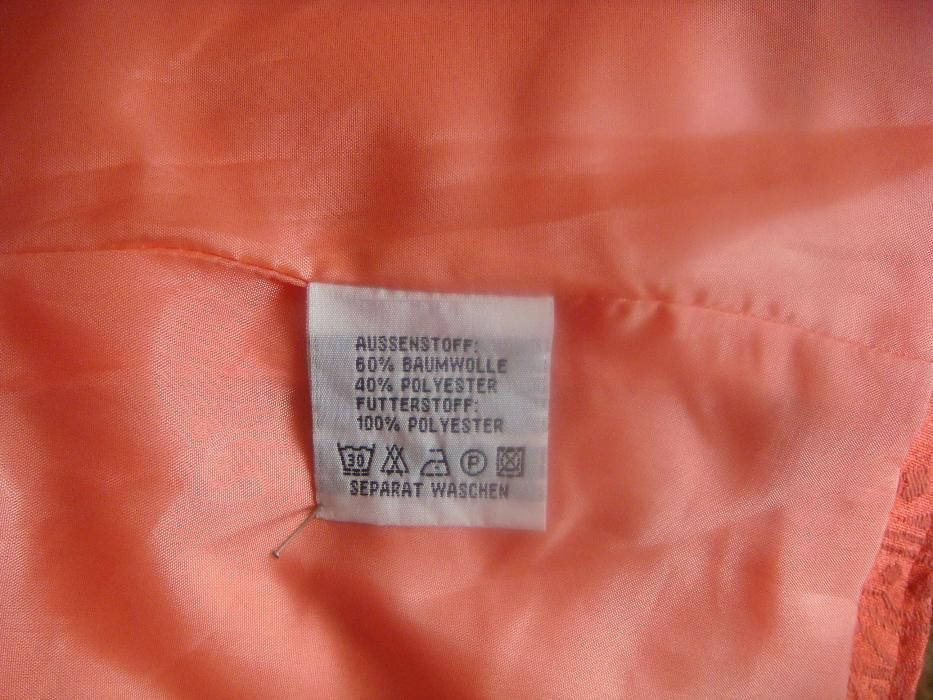 AUSSENSTOFF:
60% BAUMWOLLE
40% POLYESTER
FUTTERSTOFF:
100% POLYESTER
30 P
SEPARAT WASCHEN